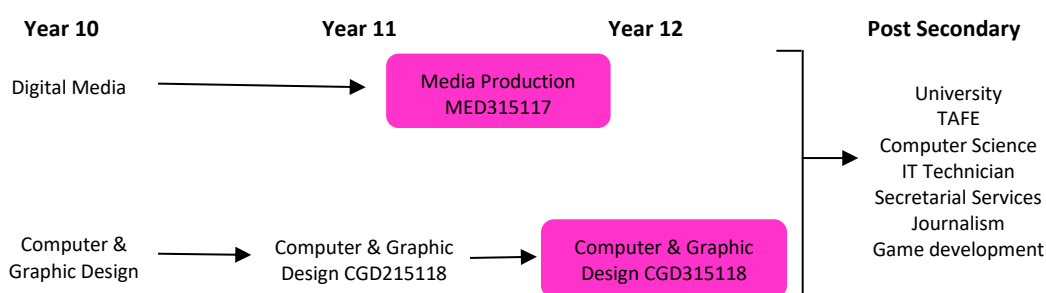 Year 10
Year 11
Year 12
Post Secondary
Digital Media
Media Production
MED315117
University
TAFE
Computer Science
IT Technician
Secretarial Services
Journalism
Game development
Computer &
Graphic Design
Computer & Graphic
Design CGD215118
Computer & Graphic
Design CGD315118